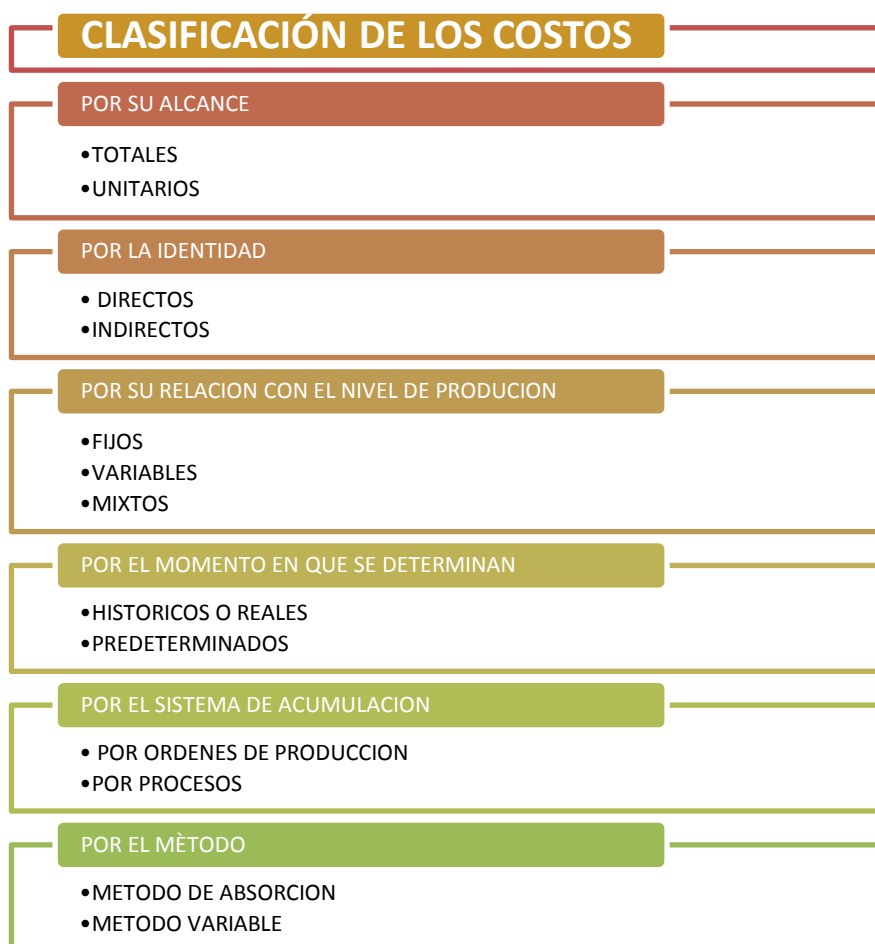 CLASIFICACIÓN DE LOS COSTOS
POR SU ALCANCE
•TOTALES
•UNITARIOS
POR LA IDENTIDAD
• DIRECTOS
•INDIRECTOS
POR SU RELACION CON EL NIVEL DE PRODUCION
•FIJOS
•VARIABLES
•MIXTOS
POR EL MOMENTO EN QUE SE DETERMINAN
•HISTORICOS O REALES
•PREDETERMINADOS
POR EL SISTEMA DE ACUMULACION
• POR ORDENES DE PRODUCCION
•POR PROCESOS
POR EL MÈTODO
•METODO DE ABSORCION
•METODO VARIABLE